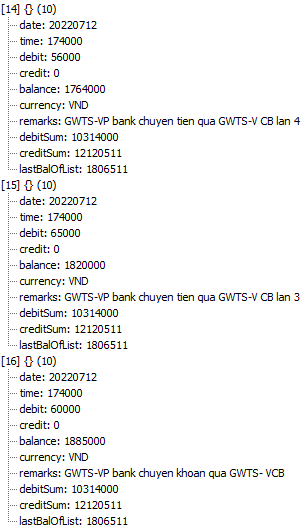 [14] {} (10)
date: 20220712
time: 174000
debit: 56000
credit: 0
balance: 1764000
currency: VND
remarks: GWTS-VP bank chuyen tien qua GWTS-V CB lan 4
debitSum: 10314000
creditSum: 12120511
lastBalOfList: 1806511
[15] {} (10)
date: 20220712
time: 174000
debit: 65000
credit: 0
balance: 1820000
currency: VND
remarks: GWTS-VP bank chuyen tien qua GWTS-V CB lan 3
debitSum: 10314000
creditSum: 12120511
lastBalOfList: 1806511
[16] {} (10)
date: 20220712
time: 174000
debit: 60000
credit: 0
balance: 1885000
currency: VND
remarks: GWTS-VP bank chuyen khoan qua GWTS- VCB
debitSum: 10314000
creditSum: 12120511
lastBalOfList: 1806511